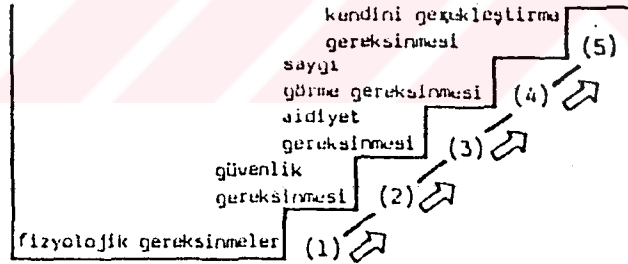 kendini gerçekleştirme
gereksinmesi
(5)
saygı
görme gereksinmesi
(4)
aidiyet
gereksinmesi
(3)
güvenlik
gereksinmesi
(2)
fizyolojik gereksinmeler
(1)